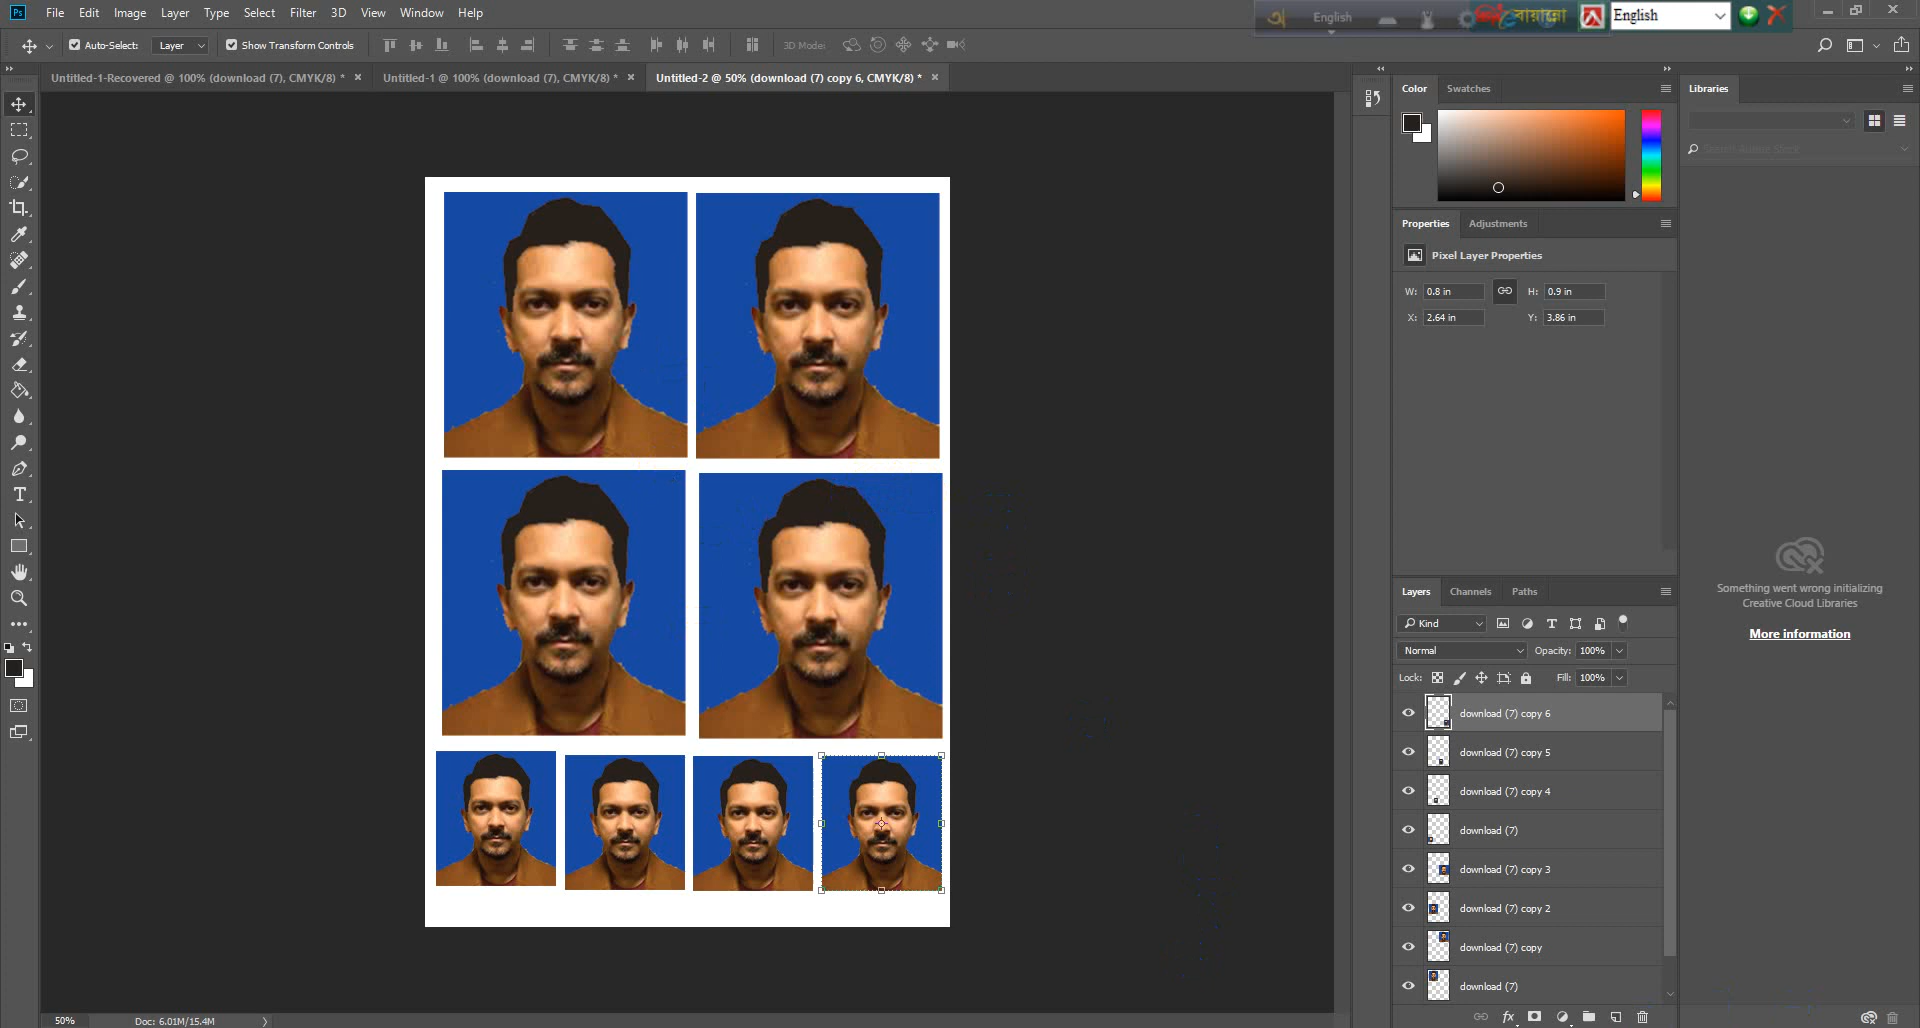 Ps File Edit Image Layer Type Select Filter 3D View Window Help
অ English বায়ান্নো English
Auto-Select: Layer Show Transform Controls 3D Mode:
Untitled-1-Recovered @ 100% (download (7), CMYK/8) * × Untitled-1 @ 100% (download (7), CMYK/8) * × Untitled-2 @ 50% (download (7) copy 6, CMYK/8) * ×
Color Swatches
Libraries
Search Adobe Stock
Properties Adjustments
Pixel Layer Properties
W: 0.8 in H: 0.9 in
X: 2.64 in Y: 3.86 in
Something went wrong initializing
Creative Cloud Libraries
More information
Layers Channels Paths
Kind
Normal Opacity: 100%
Lock: Fill: 100%
download (7) copy 6
download (7) copy 5
download (7) copy 4
download (7)
download (7) copy 3
download (7) copy 2
download (7) copy
download (7)
fx
50% Doc: 6.01M/15.4M